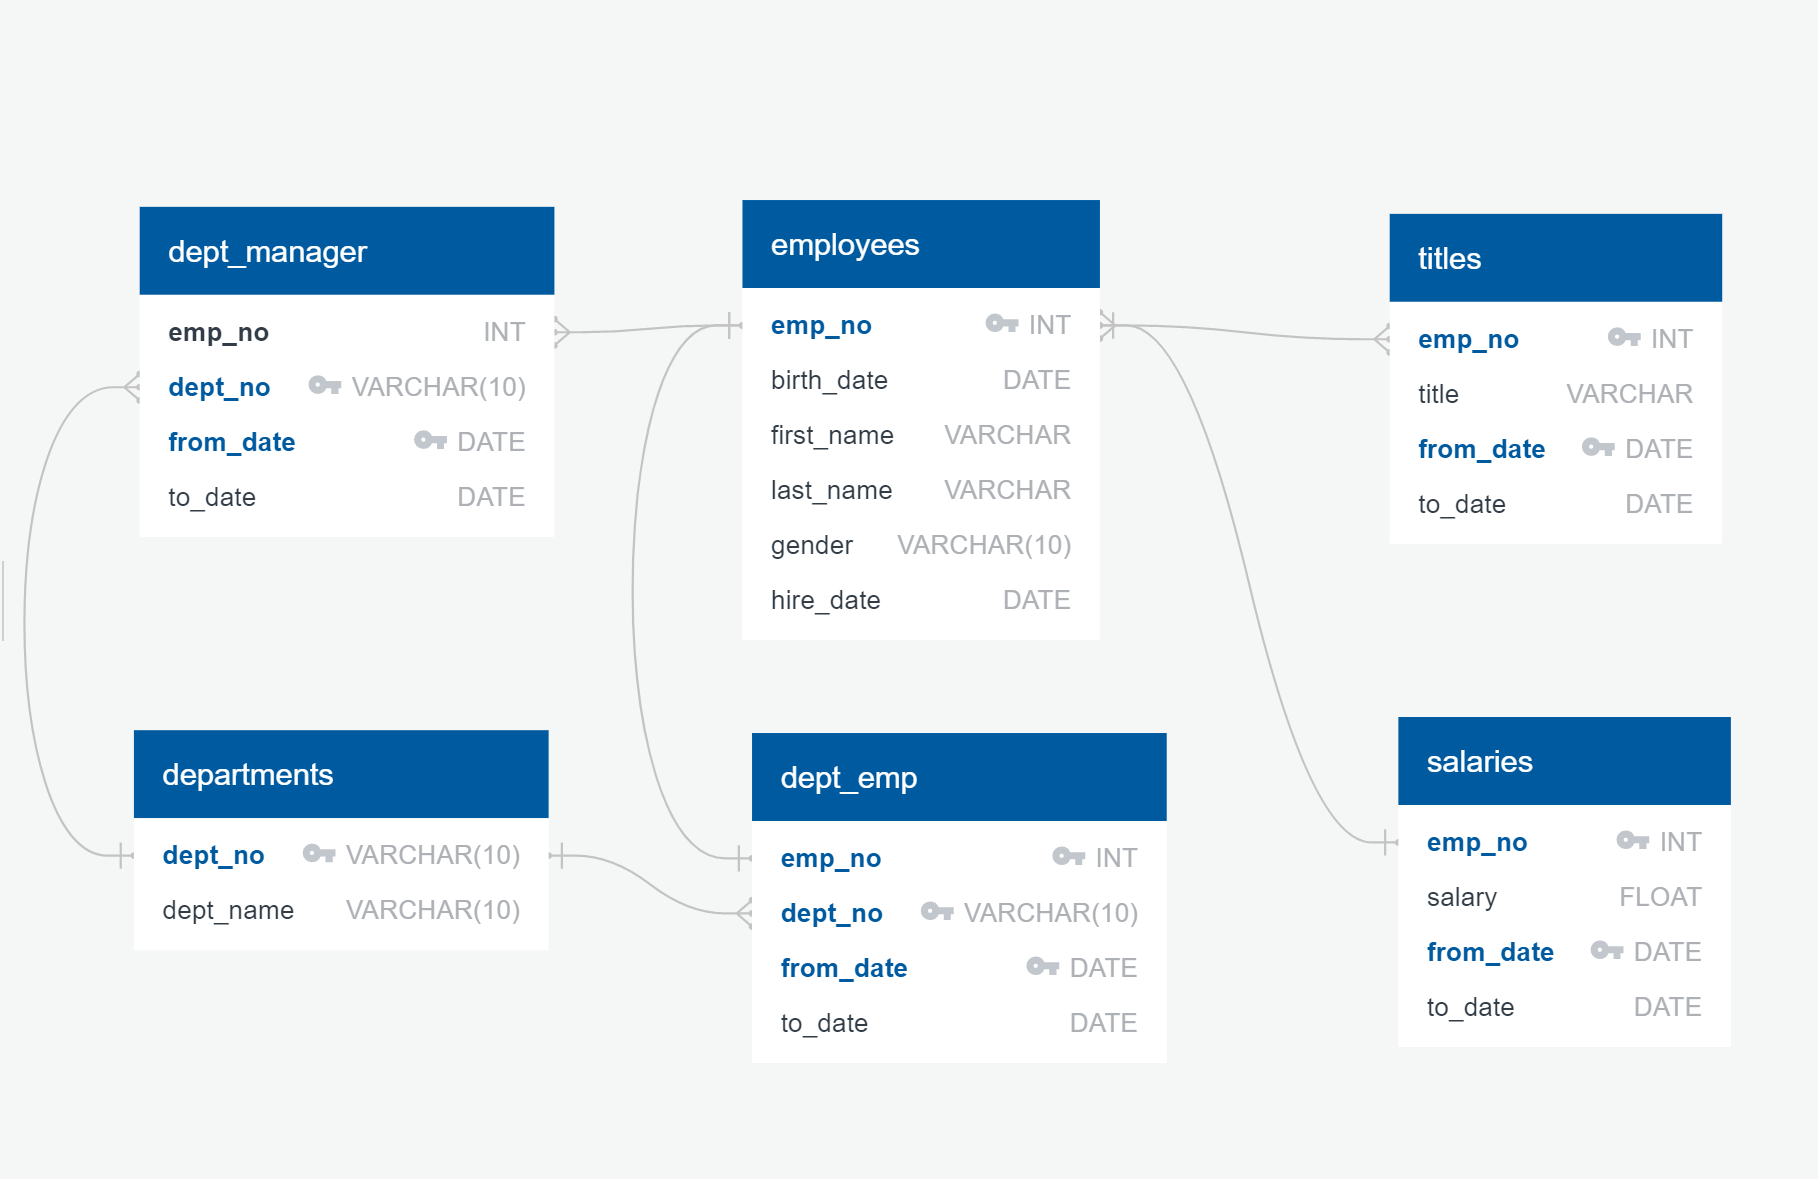 dept_manager
emp_no INT
dept_no VARCHAR(10)
from_date DATE
to_date DATE
employees
emp_no INT
birth_date DATE
first_name VARCHAR
last_name VARCHAR
gender VARCHAR(10)
hire_date DATE
titles
emp_no INT
title VARCHAR
from_date DATE
to_date DATE
departments
dept_no VARCHAR(10)
dept_name VARCHAR(10)
dept_emp
emp_no INT
dept_no VARCHAR(10)
from_date DATE
to_date DATE
salaries
emp_no INT
salary FLOAT
from_date DATE
to_date DATE